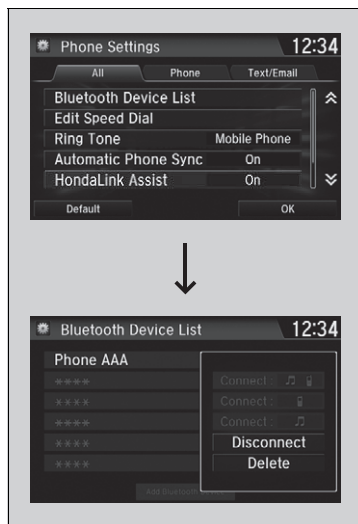 Phone Settings 12:34
All Phone Text/Email
Bluetooth Device List
Edit Speed Dial
Ring Tone Mobile Phone
Automatic Phone Sync On
HondaLink Assist On
Default OK
Bluetooth Device List 12:34
Phone AAA
**** Connect:
**** Connect:
**** Connect:
**** Disconnect
**** Delete
Add Bluetooth Device